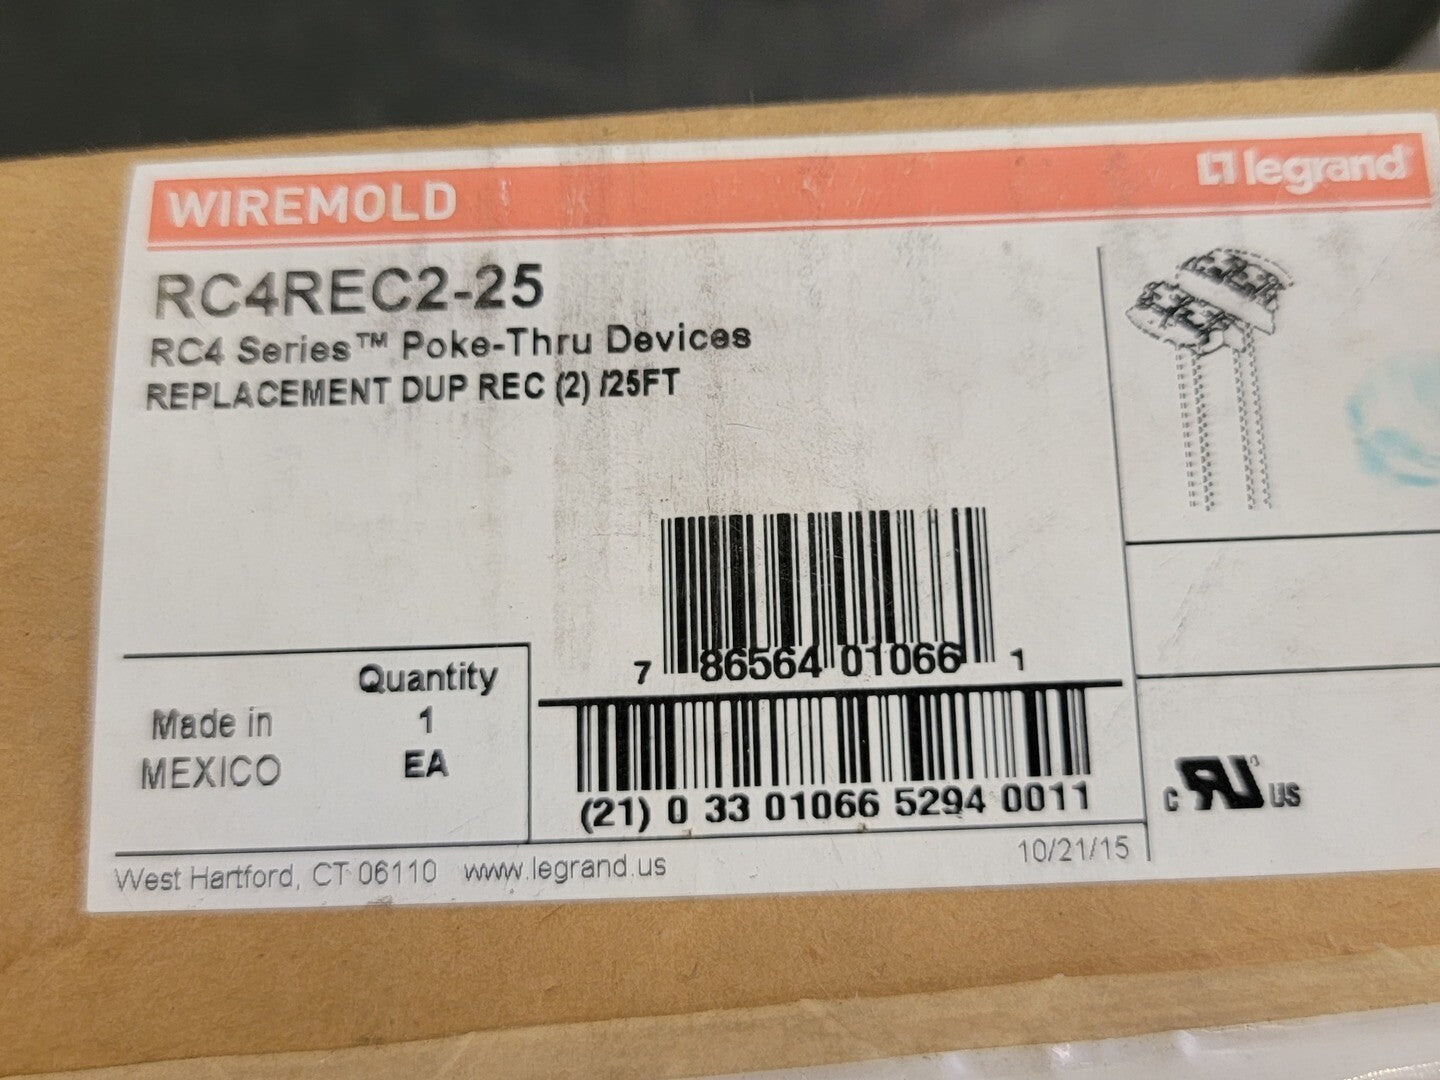 WIREMOLD
legrand
RC4REC2-25
RC4 Series™ Poke-Thru Devices
REPLACEMENT DUP REC (2) /25FT
7 86564 01066 1
Quantity
Made in 1
MEXICO EA
(21) 0 33 01066 5294 0011
c RU US
West Hartford, CT 06110 www.legrand.us
10/21/15